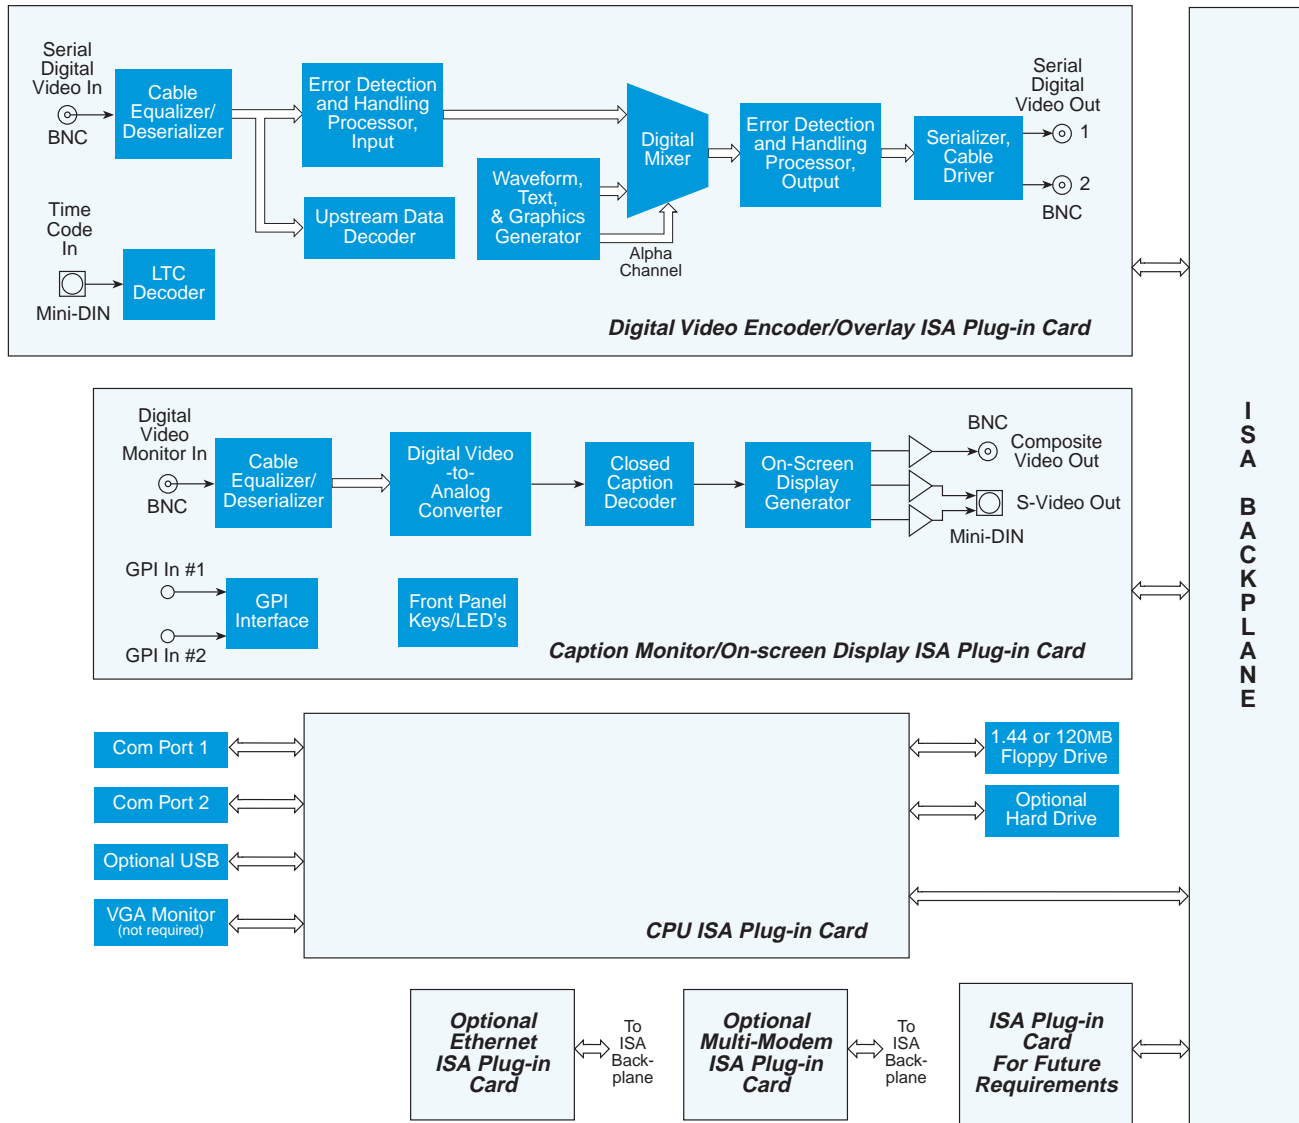 Serial
Digital
Video In
BNC
Cable
Equalizer/
Deserializer
Error Detection
and Handling
Processor,
Input
Upstream Data
Decoder
Waveform,
Text,
& Graphics
Generator
Alpha
Channel
Digital
Mixer
Error Detection
and Handling
Processor,
Output
Serializer,
Cable
Driver
Serial
Digital
Video Out
1
2
BNC
Time
Code
In
Mini-DIN
LTC
Decoder
Digital Video Encoder/Overlay ISA Plug-in Card
Digital
Video
Monitor In
BNC
Cable
Equalizer/
Deserializer
Digital Video
-to-
Analog
Converter
Closed
Caption
Decoder
On-Screen
Display
Generator
BNC
Composite
Video Out
S-Video Out
Mini-DIN
GPI In #1
GPI In #2
GPI
Interface
Front Panel
Keys/LED's
Caption Monitor/On-screen Display ISA Plug-in Card
ISA BACKPLANE
Com Port 1
Com Port 2
Optional USB
VGA Monitor
(not required)
CPU ISA Plug-in Card
1.44 or 120MB
Floppy Drive
Optional
Hard Drive
Optional
Ethernet
ISA Plug-in
Card
To
ISA
Back-
plane
Optional
Multi-Modem
ISA Plug-in
Card
To
ISA
Back-
plane
ISA Plug-in
Card
For Future
Requirements